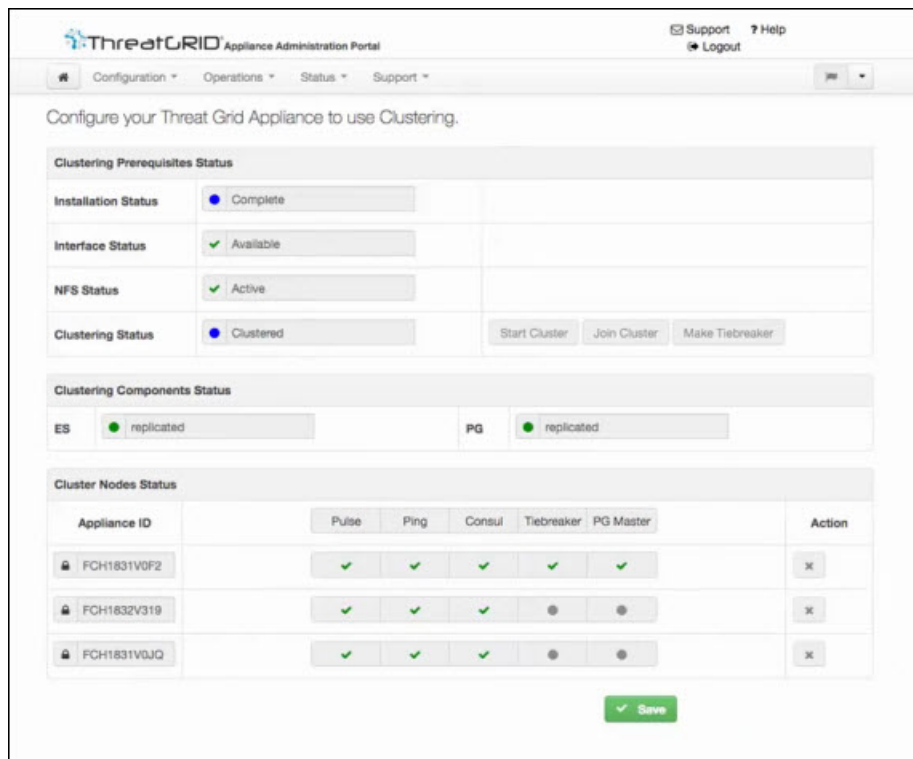 ThreatGRID Appliance Administration Portal
Support ? Help
Logout
Configuration Operations Status Support
Configure your Threat Grid Appliance to use Clustering.
Clustering Prerequisites Status
Installation Status Complete
Interface Status Available
NFS Status Active
Clustering Status Clustered Start Cluster Join Cluster Make Tiebreaker
Clustering Components Status
ES replicated PG replicated
Cluster Nodes Status
Appliance ID Pulse Ping Consul Tiebreaker PG Master Action
FCH1831V0F2
FCH1832V319
FCH1831V0JQ
Save